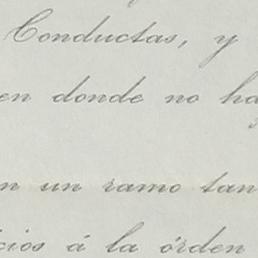 Conductas, y
en donde no ha
n un ramo tan
cios á la órden